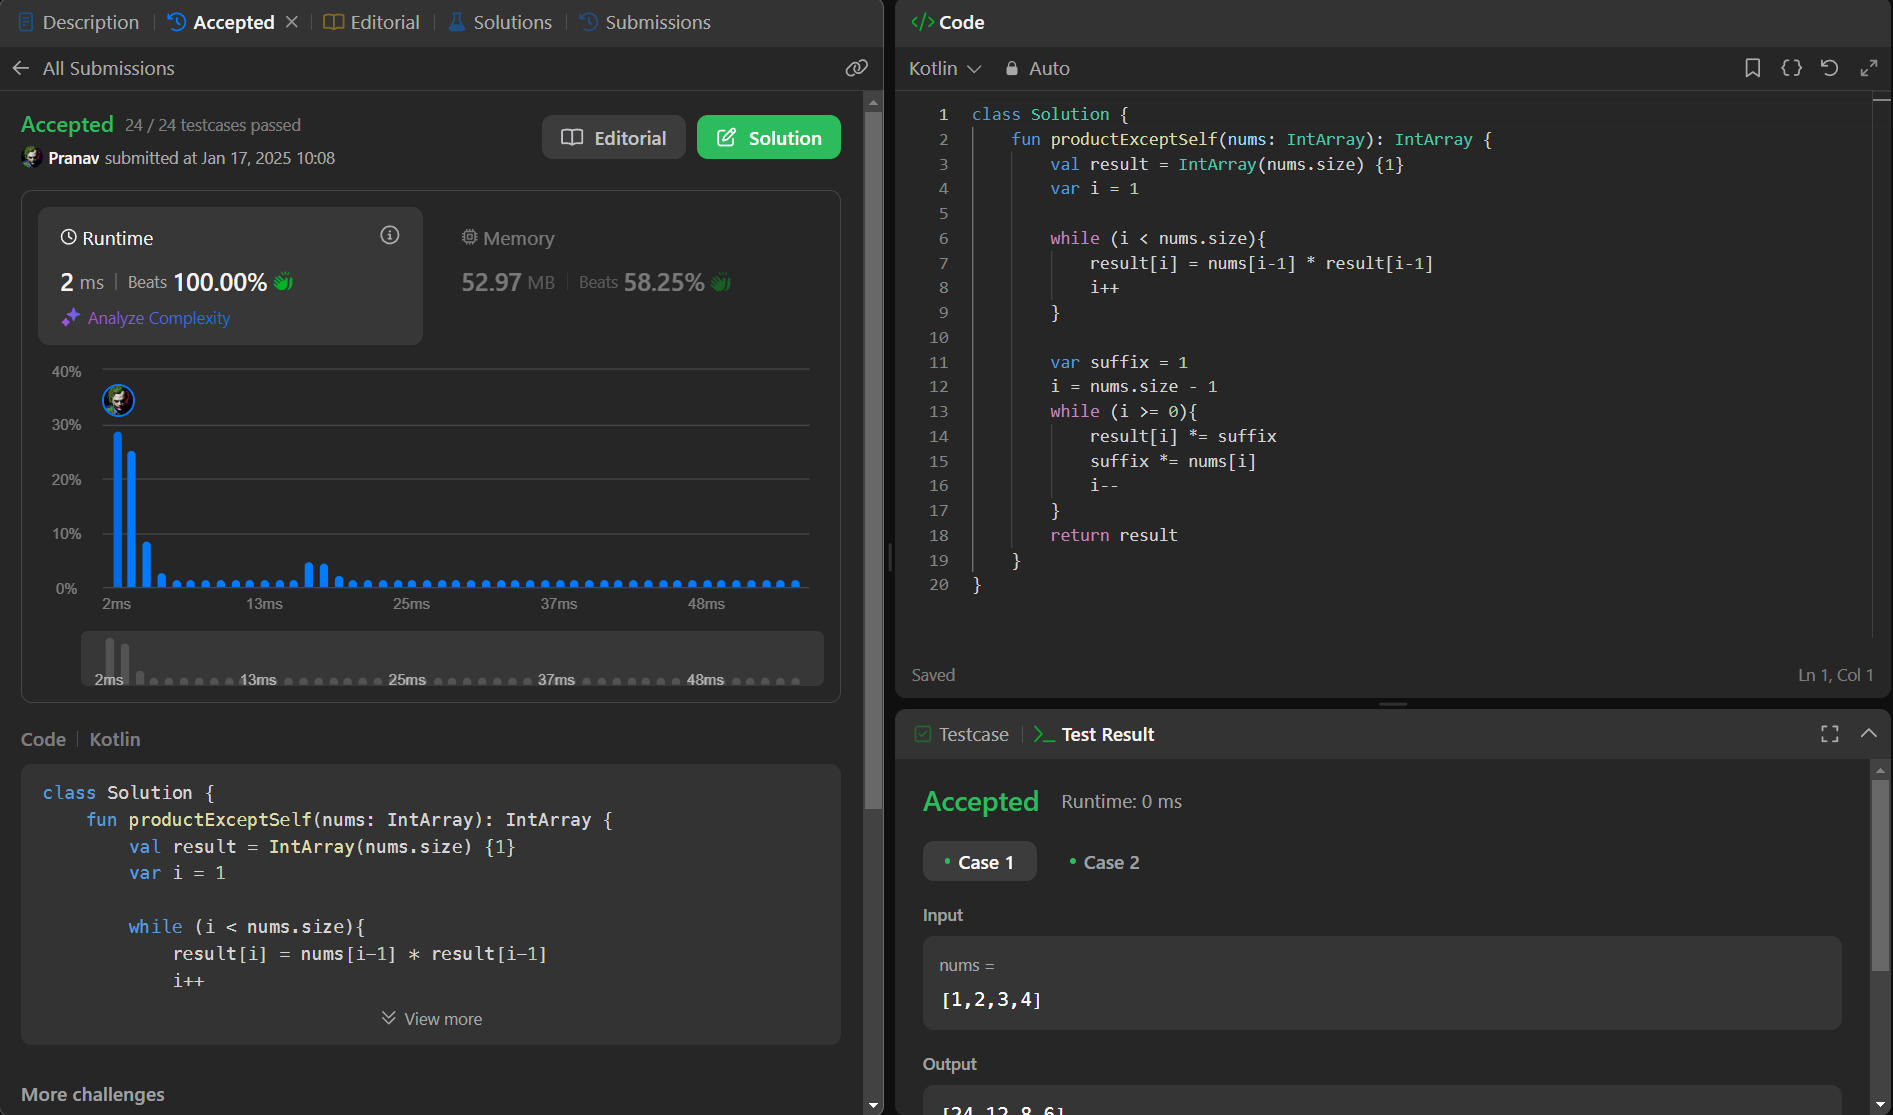 Description
Accepted
Editorial
Solutions
Submissions
All Submissions
Accepted 24 / 24 testcases passed
Pranav submitted at Jan 17, 2025 10:08
Editorial
Solution
Runtime
2 ms | Beats 100.00%
Analyze Complexity
Memory
52.97 MB | Beats 58.25%
40%
30%
20%
10%
0%
2ms 13ms 25ms 37ms 48ms
2ms 13ms 25ms 37ms 48ms
Code | Kotlin
class Solution {
    fun productExceptSelf(nums: IntArray): IntArray {
        val result = IntArray(nums.size) {1}
        var i = 1
        while (i < nums.size){
            result[i] = nums[i-1] * result[i-1]
            i++
View more
More challenges
</> Code
Kotlin
Auto
1 class Solution {
2     fun productExceptSelf(nums: IntArray): IntArray {
3         val result = IntArray(nums.size) {1}
4         var i = 1
5
6         while (i < nums.size){
7             result[i] = nums[i-1] * result[i-1]
8             i++
9         }
10
11         var suffix = 1
12         i = nums.size - 1
13         while (i >= 0){
14             result[i] *= suffix
15             suffix *= nums[i]
16             i--
17         }
18         return result
19     }
20 }
Saved
Ln 1, Col 1
Testcase
Test Result
Accepted Runtime: 0 ms
Case 1
Case 2
Input
nums =
[1,2,3,4]
Output
[24,12,8,6]